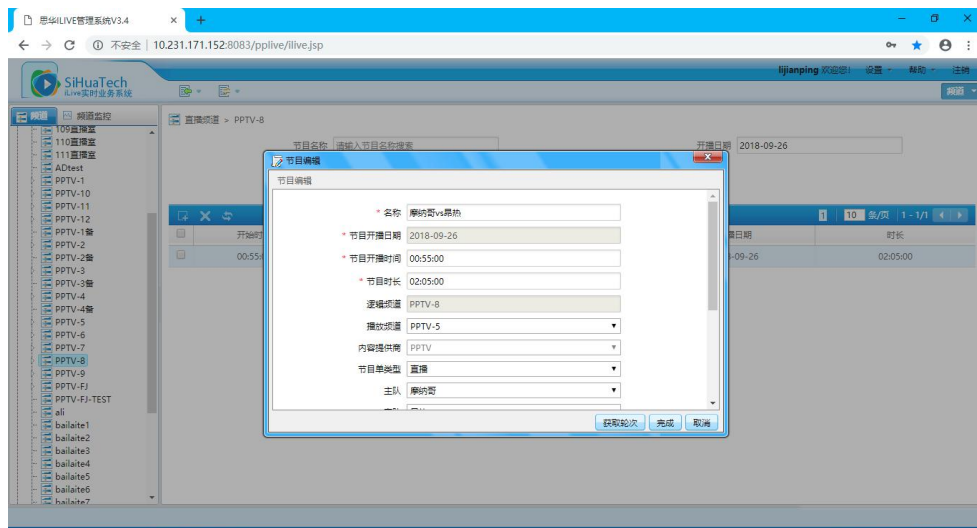 思华iLIVE管理系统V3.4
不安全 | 10.231.171.152:8083/pplive/ilive.jsp
lijianping 欢迎您! 设置 帮助 注销
SiHuaTech
iLive实时业务系统
频道
频道 频道监控
直播频道 > PPTV-8
109直播室
110直播室
111直播室
ADtest
PPTV-1
PPTV-10
PPTV-11
PPTV-12
PPTV-1备
PPTV-2
PPTV-2备
PPTV-3
PPTV-3备
PPTV-4
PPTV-4备
PPTV-5
PPTV-6
PPTV-7
PPTV-8
PPTV-9
PPTV-FJ
PPTV-FJ-TEST
ali
bailaite1
bailaite2
bailaite3
bailaite4
bailaite5
bailaite6
bailaite7
节目名称 请输入节目名称搜索 开播日期 2018-09-26
1 10 条/页 1 - 1/1
开始时 日期 时长
00:55: -09-26 02:05:00
节目编辑
节目编辑
* 名称 摩纳哥vs昂热
* 节目开播日期 2018-09-26
* 节目开播时间 00:55:00
* 节目时长 02:05:00
逻辑频道 PPTV-8
播放频道 PPTV-5
内容提供商 PPTV
节目单类型 直播
主队 摩纳哥
获取轮次 完成 取消